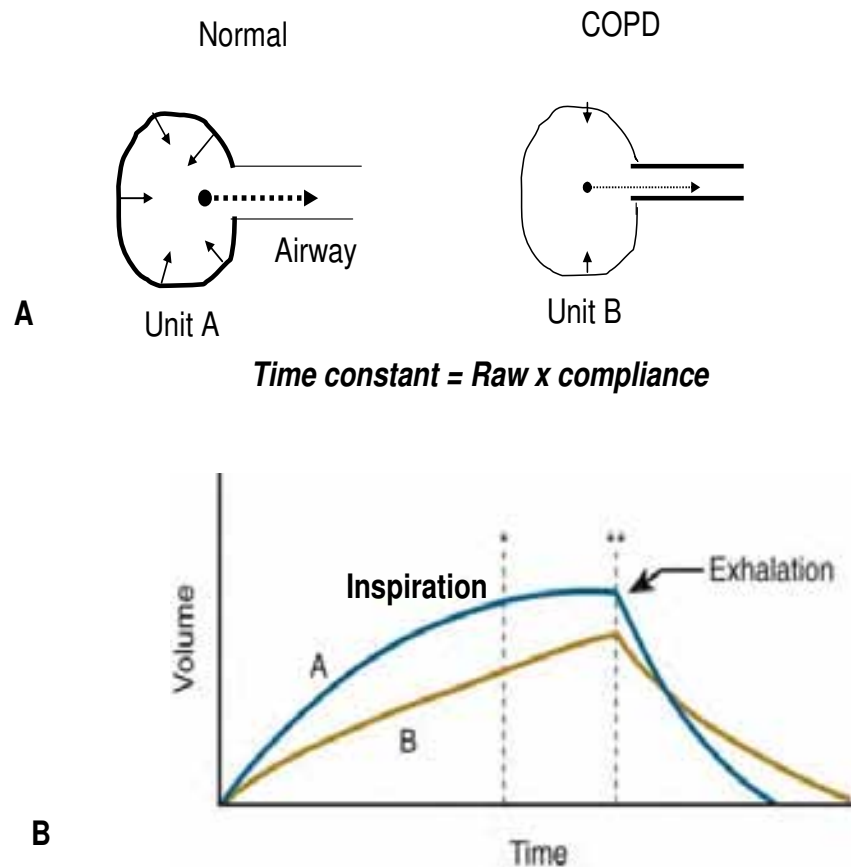 Normal
COPD
Airway
Unit A
Unit B
A
Time constant = Raw x compliance
*
**
Exhalation
Inspiration
Volume
A
B
B
Time